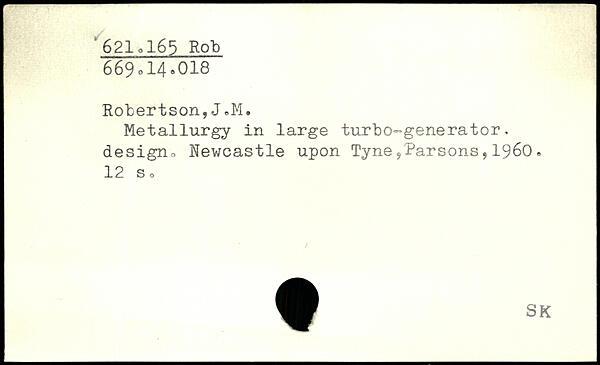 621.165 Rob
669.14.018
Robertson,J.M.
Metallurgy in large turbo-generator.
design. Newcastle upon Tyne,Parsons,1960.
12 s.
SK